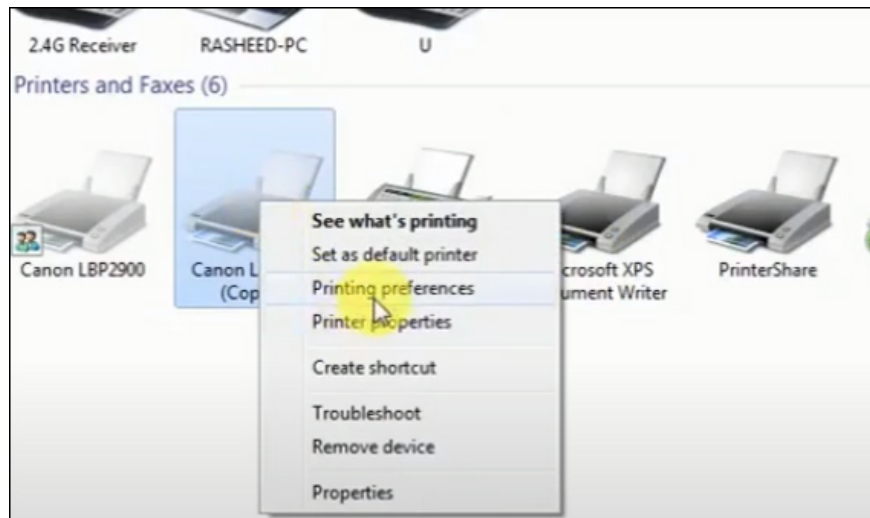 2.4G Receiver
RASHEED-PC
U
Printers and Faxes (6)
Canon LBP2900
Canon L
(Cop
crosoft XPS
ument Writer
PrinterShare
See what's printing
Set as default printer
Printing preferences
Printer properties
Create shortcut
Troubleshoot
Remove device
Properties